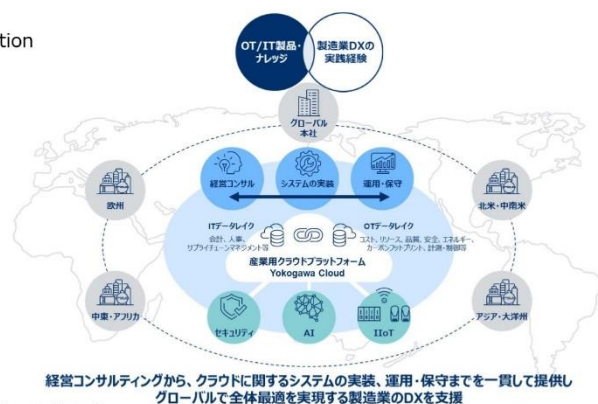 tion
OT/IT製品・
ナレッジ
製造業DXの
実践経験
グローバル
本社
経営コンサル
システムの実装
運用・保守
欧州
北米・中南米
ITデータレイク
会計、人事、
サプライチェーンマネジメント等
OTデータレイク
コスト、リソース、品質、安全、エネルギー、
カーボンフットプリント、計測・制御等
産業用クラウドプラットフォーム
Yokogawa Cloud
中東・アフリカ
アジア・大洋州
セキュリティ
AI
IIoT
経営コンサルティングから、クラウドに関するシステムの実装、運用・保守までを一貫して提供し
グローバルで全体最適を実現する製造業のDXを支援